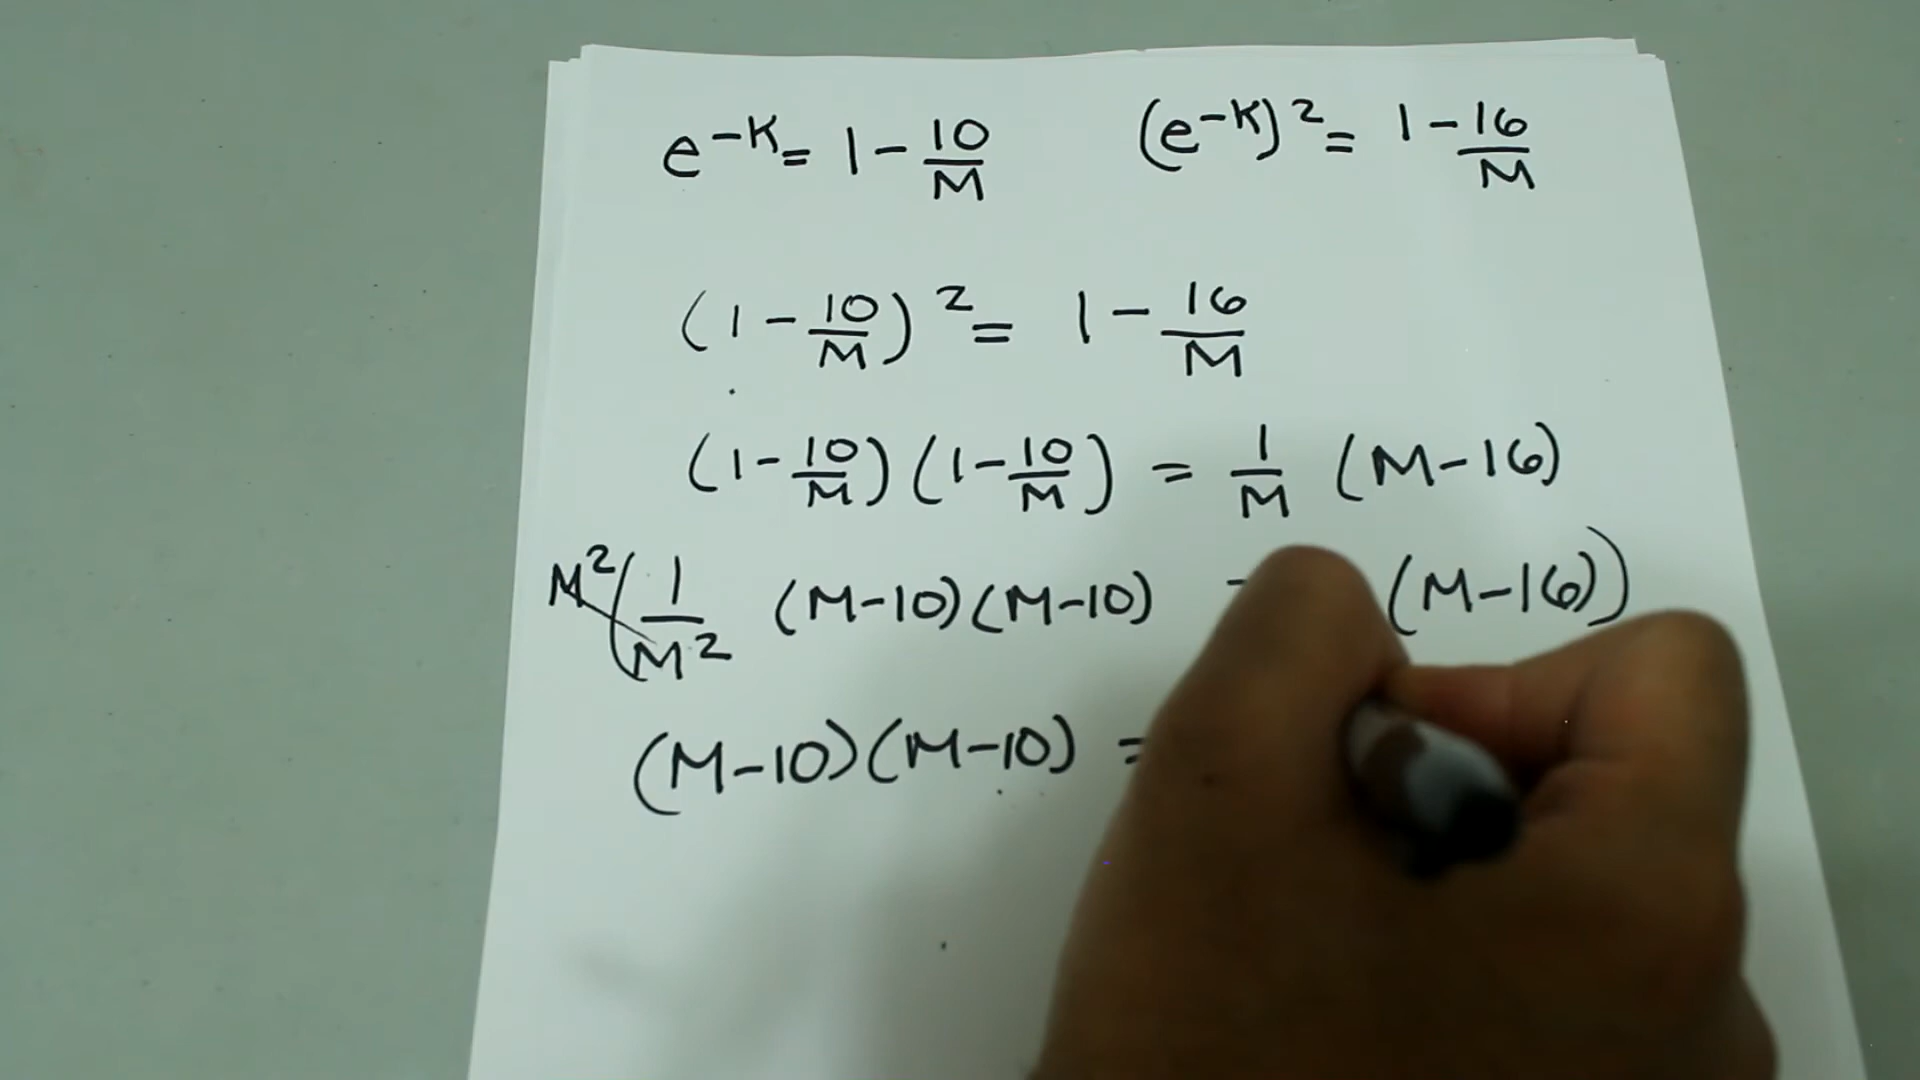 e^{-K} = 1 - 10/M (e^{-K})^2 = 1 - 16/M
(1 - 10/M)^2 = 1 - 16/M
(1 - 10/M)(1 - 10/M) = 1/M (M-16)
M^2 (1/M^2 (M-10)(M-10) (M-16))
(M-10)(M-10) =